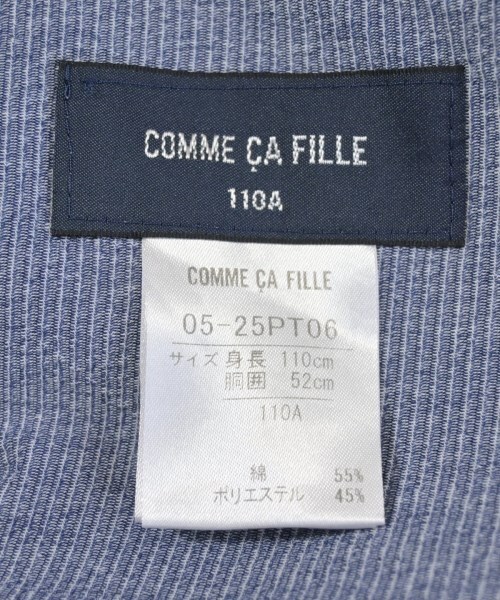 COMME ÇA FILLE
110A
COMME ÇA FILLE
05-25PT06
サイズ 身長 110cm
胴囲 52cm
110A
綿 55%
ポリエステル 45%